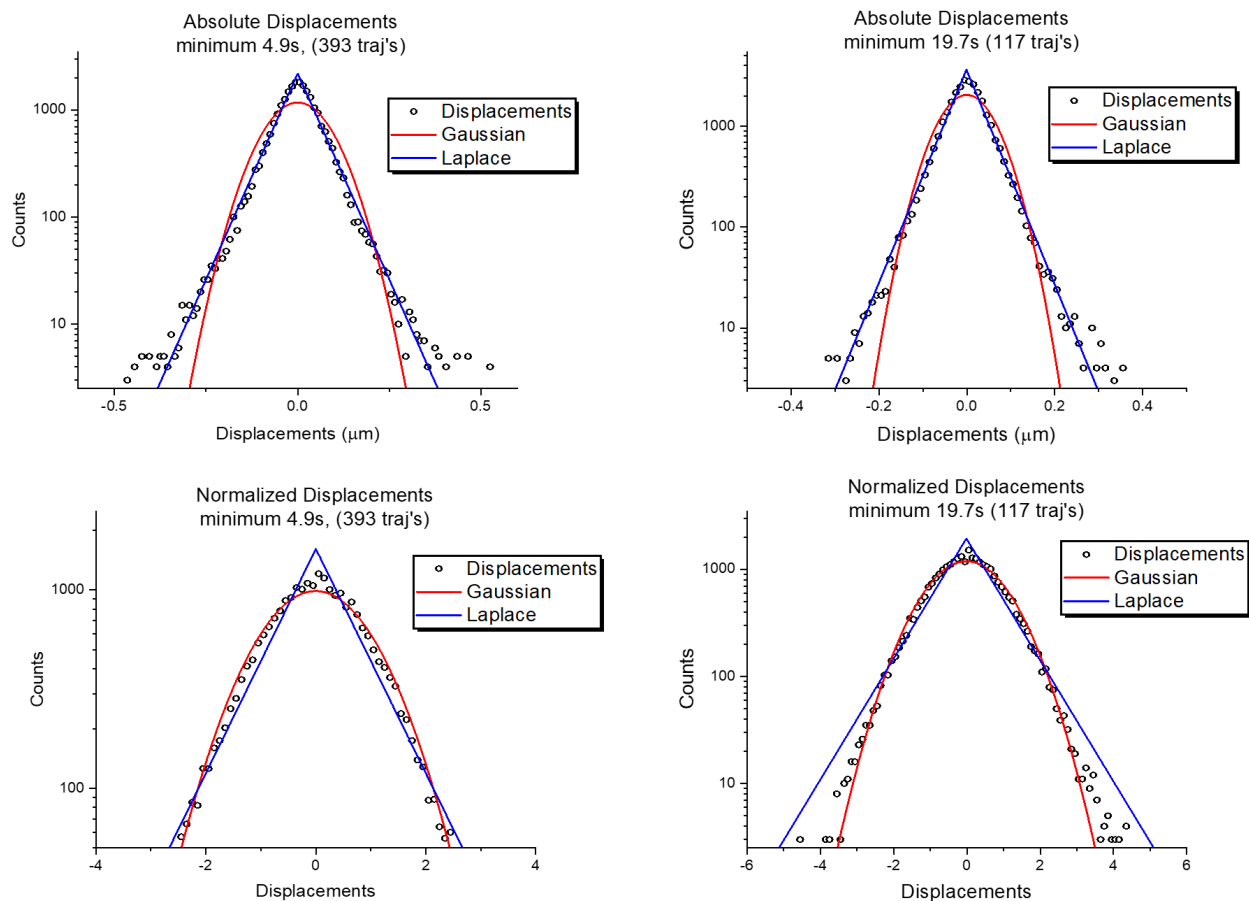 Absolute Displacements
minimum 4.9s, (393 traj's)
1000
100
10
Counts
Displacements
Gaussian
Laplace
-0.5
0.0
0.5
Displacements (μm)
Absolute Displacements
minimum 19.7s (117 traj's)
1000
100
10
Counts
Displacements
Gaussian
Laplace
-0.4
-0.2
0.0
0.2
0.4
Displacements (μm)
Normalized Displacements
minimum 4.9s, (393 traj's)
1000
100
Counts
Displacements
Gaussian
Laplace
-4
-2
0
2
4
Displacements
Normalized Displacements
minimum 19.7s (117 traj's)
1000
100
10
Counts
Displacements
Gaussian
Laplace
-6
-4
-2
0
2
4
6
Displacements